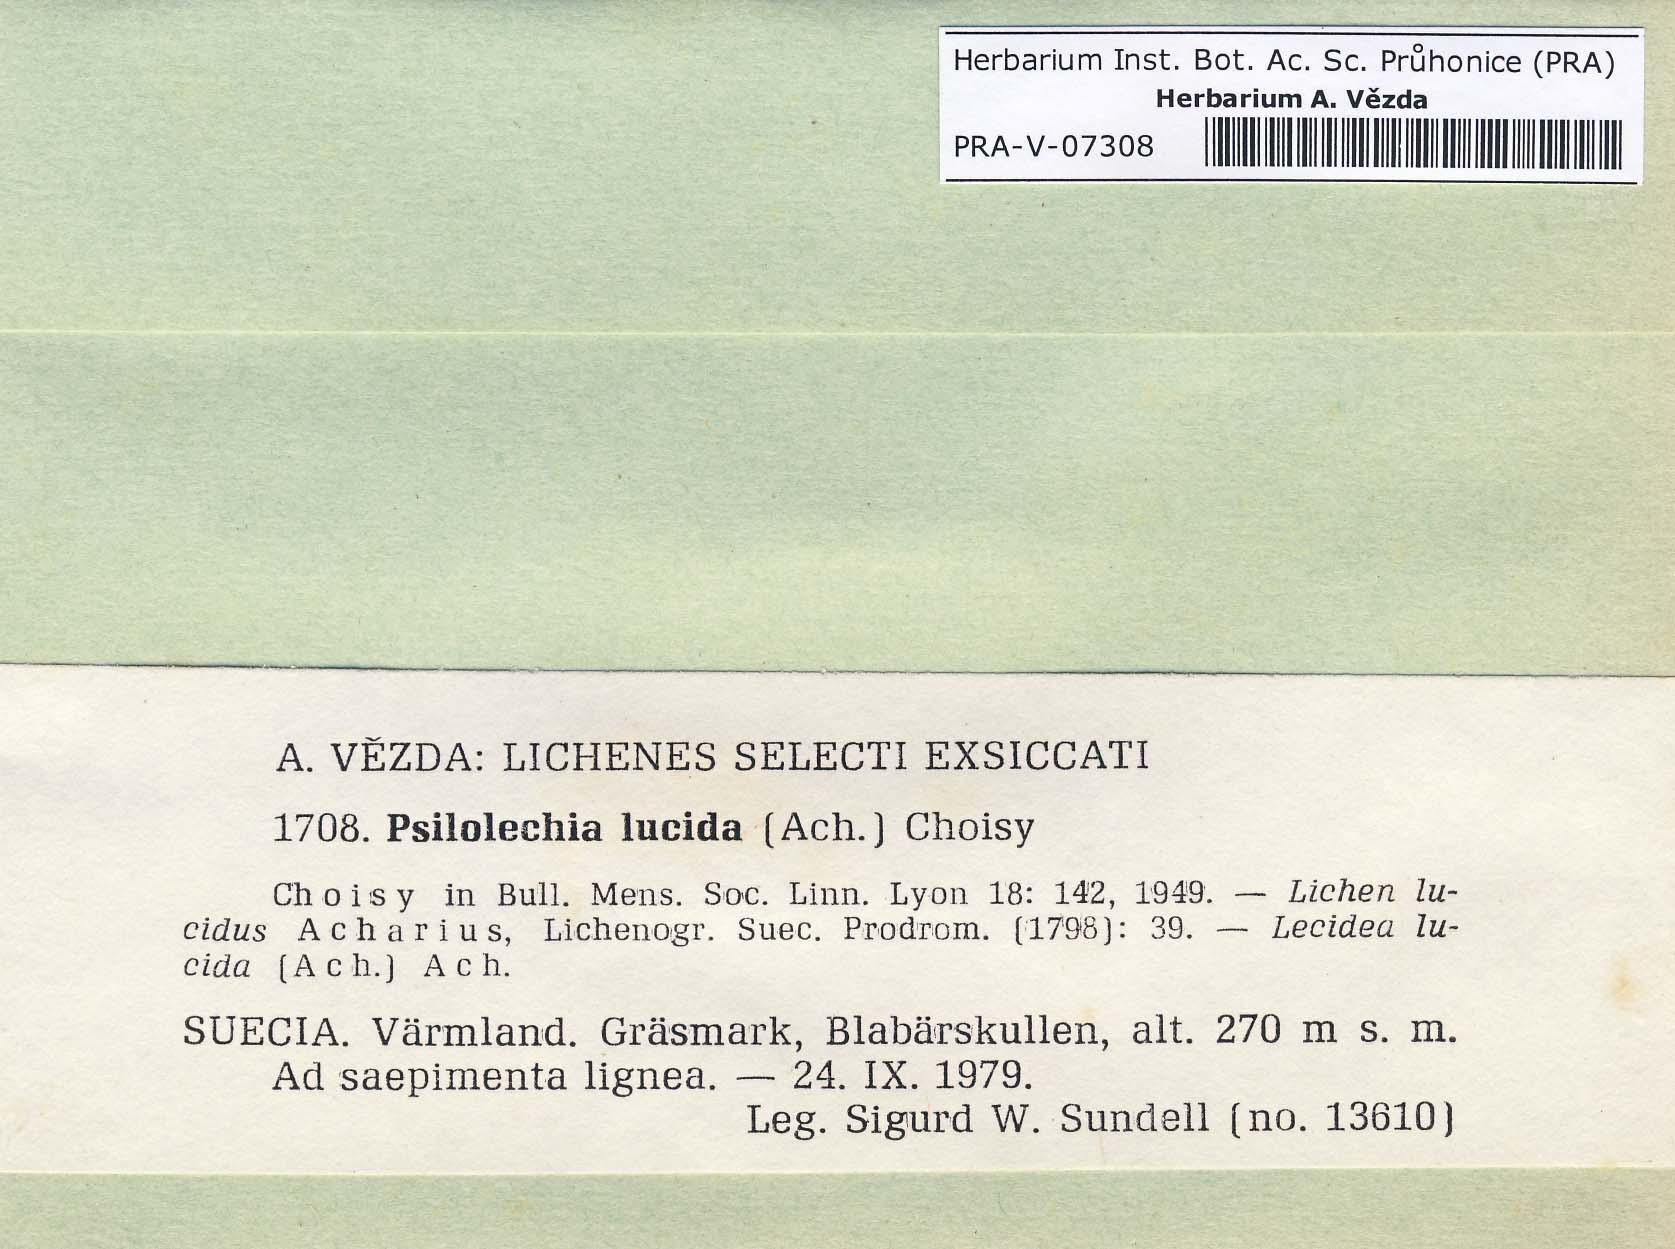 Herbarium Inst. Bot. Ac. Sc. Průhonice (PRA)
Herbarium A. Vězda
PRA-V-07308
A. VĚZDA: LICHENES SELECTI EXSICCATI
1708. Psilolechia lucida (Ach.) Choisy
Choisy in Bull. Mens. Soc. Linn. Lyon 18: 142, 1949. — Lichen lu-
cidus Acharius, Lichenogr. Suec. Prodrom. (1798): 39. — Lecidea lu-
cida (Ach.) Ach.
SUECIA. Värmland. Gräsmark, Blabärskullen, alt. 270 m s. m.
Ad saepimenta lignea. — 24. IX. 1979.
Leg. Sigurd W. Sundell (no. 13610)